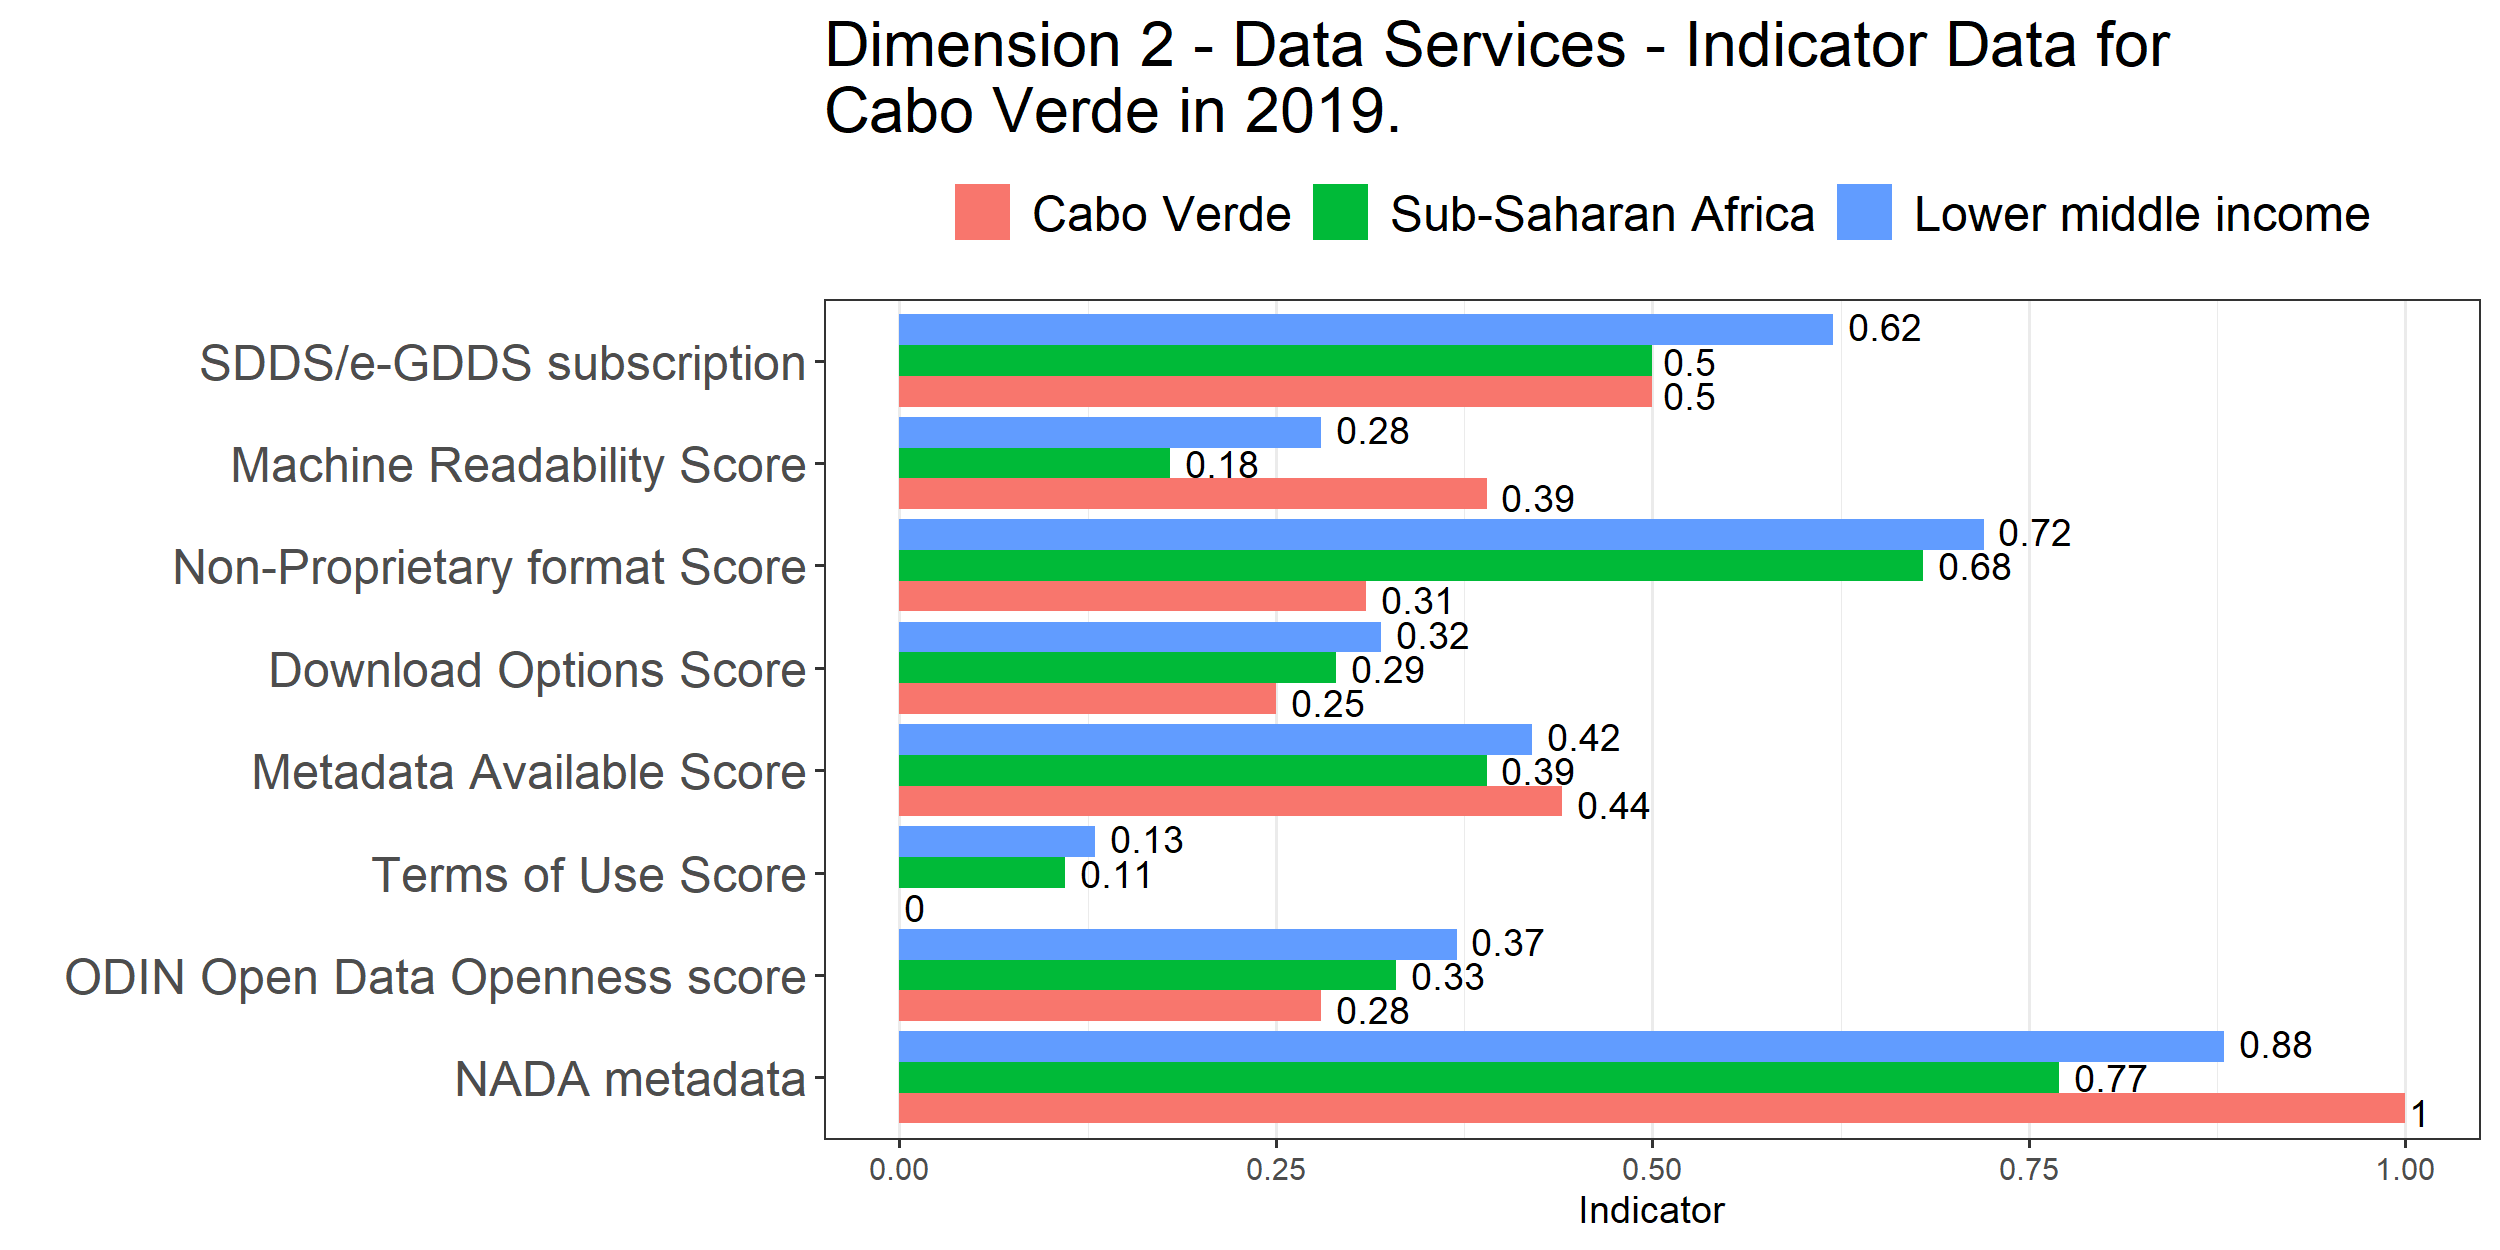 Dimension 2 - Data Services - Indicator Data for
Cabo Verde in 2019.
Cabo Verde Sub-Saharan Africa Lower middle income
SDDS/e-GDDS subscription
0.62
0.5
0.5
Machine Readability Score
0.28
0.18
0.39
Non-Proprietary format Score
0.72
0.68
0.31
Download Options Score
0.32
0.29
0.25
Metadata Available Score
0.42
0.39
0.44
Terms of Use Score
0.13
0.11
0
ODIN Open Data Openness score
0.37
0.33
0.28
NADA metadata
0.88
0.77
1
0.00 0.25 0.50 0.75 1.00
Indicator